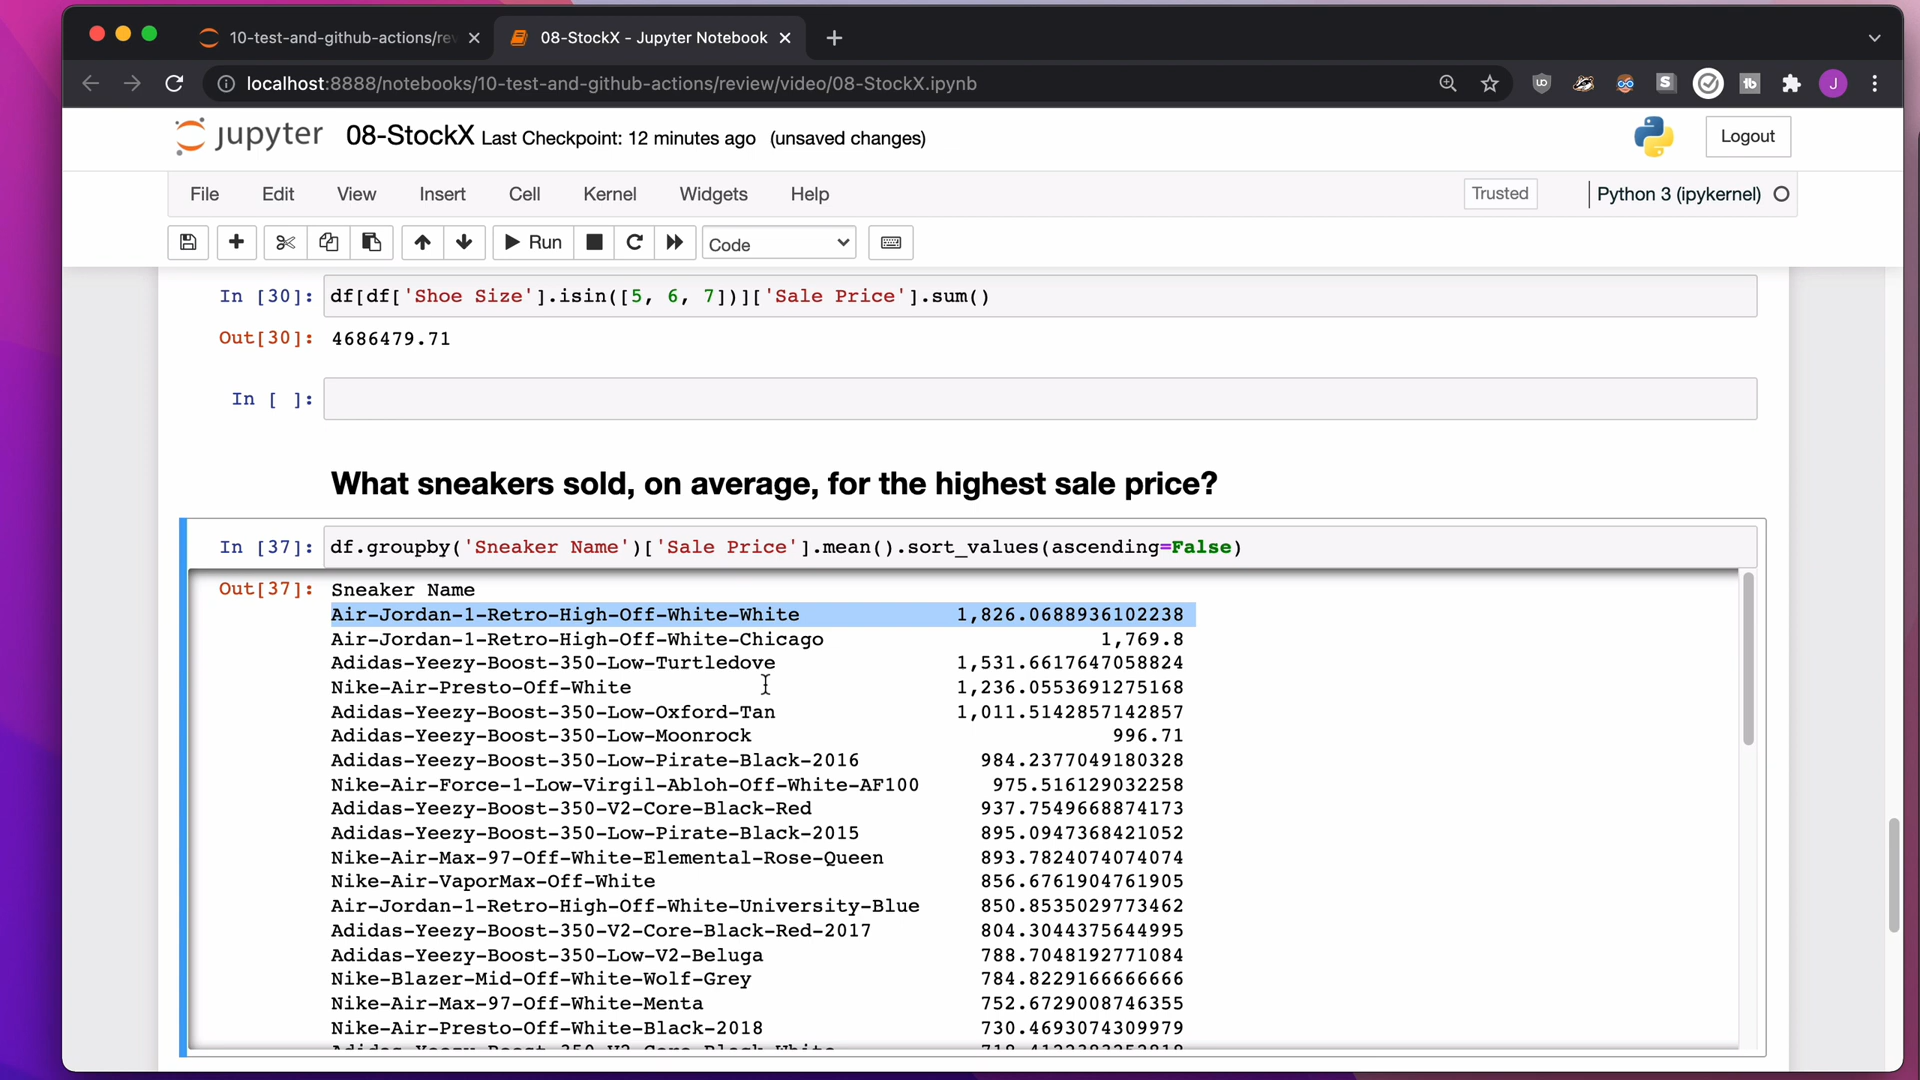 10-test-and-github-actions/rev
08-StockX - Jupyter Notebook
localhost:8888/notebooks/10-test-and-github-actions/review/video/08-StockX.ipynb
J
jupyter 08-StockX Last Checkpoint: 12 minutes ago (unsaved changes)
Logout
File Edit View Insert Cell Kernel Widgets Help
Trusted
Python 3 (ipykernel)
Run
Code
In [30]: df[df['Shoe Size'].isin([5, 6, 7])]['Sale Price'].sum()
Out[30]: 4686479.71
In [ ]:
What sneakers sold, on average, for the highest sale price?
In [37]: df.groupby('Sneaker Name')['Sale Price'].mean().sort_values(ascending=False)
Out[37]: Sneaker Name
Air-Jordan-1-Retro-High-Off-White-White 1,826.0688936102238
Air-Jordan-1-Retro-High-Off-White-Chicago 1,769.8
Adidas-Yeezy-Boost-350-Low-Turtledove 1,531.6617647058824
Nike-Air-Presto-Off-White 1,236.0553691275168
Adidas-Yeezy-Boost-350-Low-Oxford-Tan 1,011.5142857142857
Adidas-Yeezy-Boost-350-Low-Moonrock 996.71
Adidas-Yeezy-Boost-350-Low-Pirate-Black-2016 984.2377049180328
Nike-Air-Force-1-Low-Virgil-Abloh-Off-White-AF100 975.516129032258
Adidas-Yeezy-Boost-350-V2-Core-Black-Red 937.7549668874173
Adidas-Yeezy-Boost-350-Low-Pirate-Black-2015 895.0947368421052
Nike-Air-Max-97-Off-White-Elemental-Rose-Queen 893.7824074074074
Nike-Air-VaporMax-Off-White 856.6761904761905
Air-Jordan-1-Retro-High-Off-White-University-Blue 850.8535029773462
Adidas-Yeezy-Boost-350-V2-Core-Black-Red-2017 804.3044375644995
Adidas-Yeezy-Boost-350-Low-V2-Beluga 788.7048192771084
Nike-Blazer-Mid-Off-White-Wolf-Grey 784.8229166666666
Nike-Air-Max-97-Off-White-Menta 752.6729008746355
Nike-Air-Presto-Off-White-Black-2018 730.4693074309979
Adidas-Yeezy-Boost-350-V2-Core-Black-White